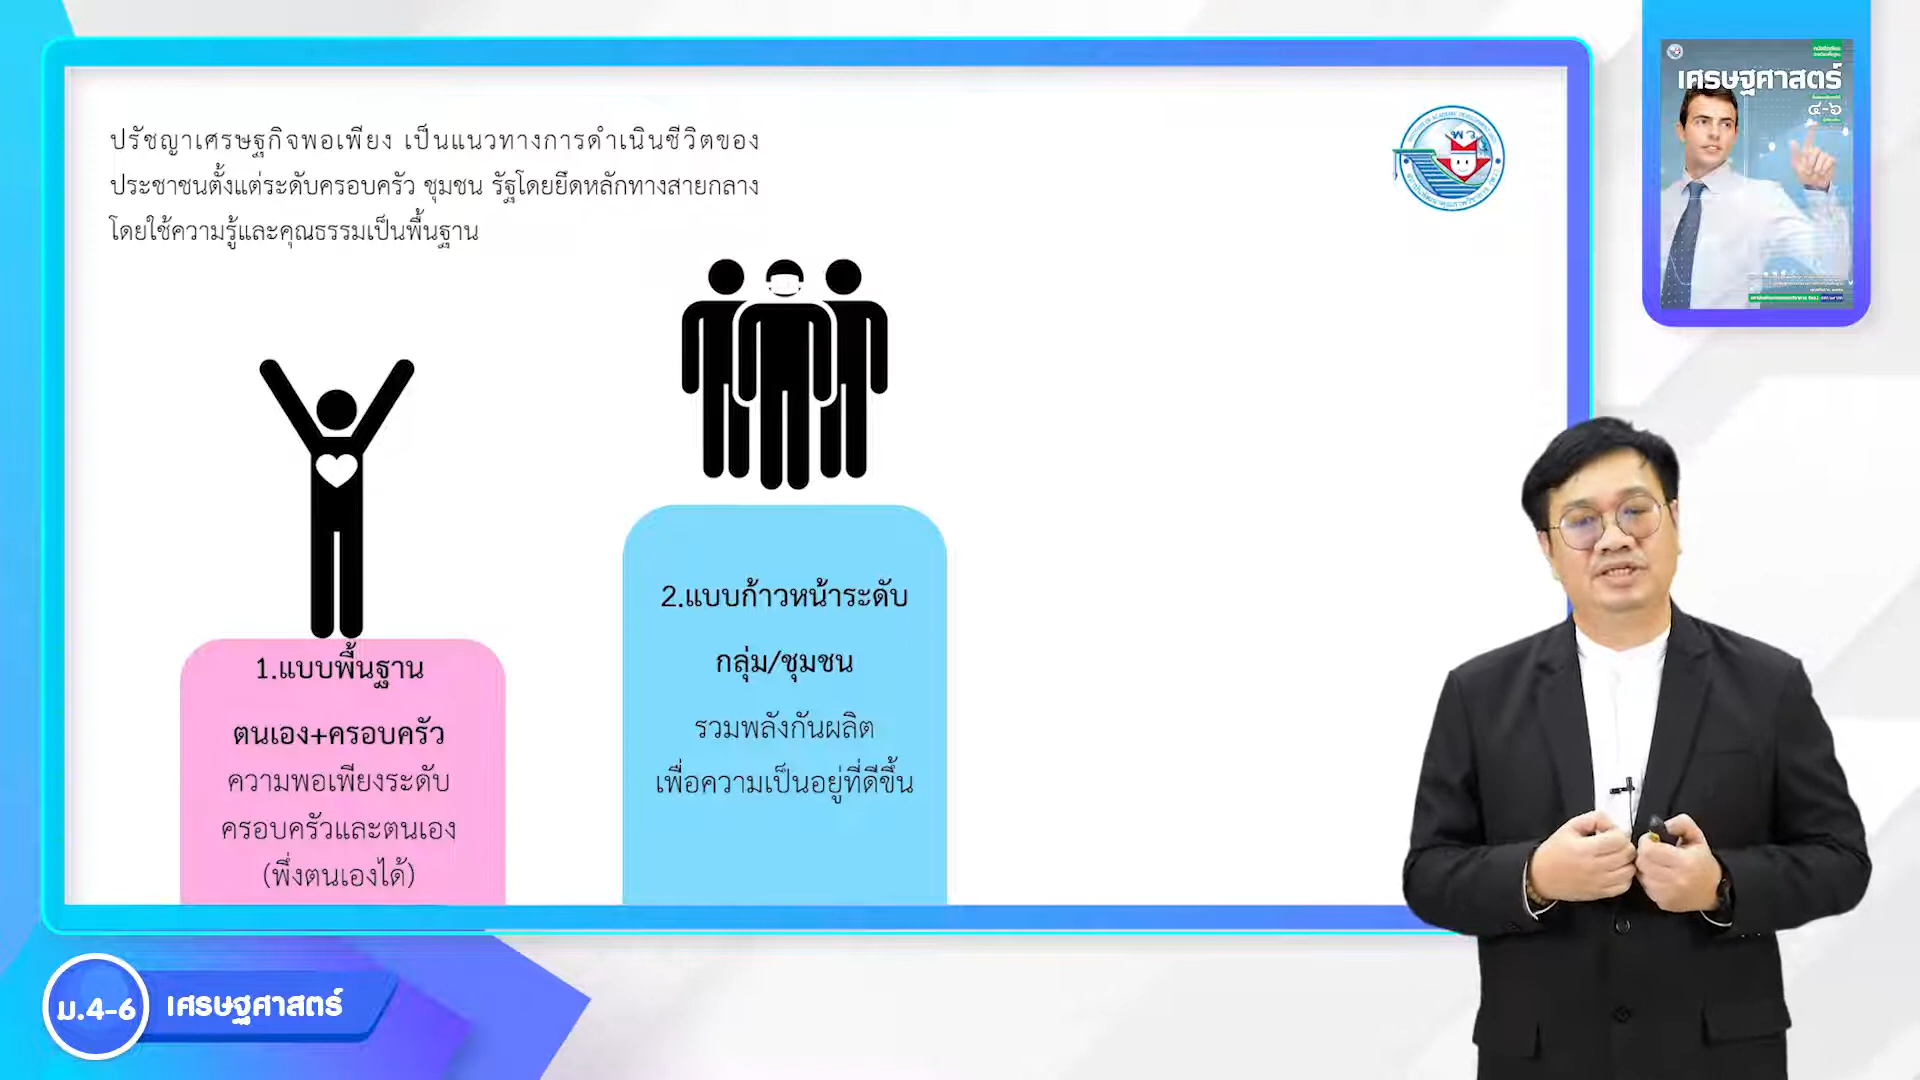 ปรัชญาเศรษฐกิจพอเพียง เป็นแนวทางการดำเนินชีวิตของ
ประชาชนตั้งแต่ระดับครอบครัว ชุมชน รัฐโดยยึดหลักทางสายกลาง
โดยใช้ความรู้และคุณธรรมเป็นพื้นฐาน
พว
เศรษฐศาสตร์
๔-๖
1.แบบพื้นฐาน
ตนเอง+ครอบครัว
ความพอเพียงระดับ
ครอบครัวและตนเอง
(พึ่งตนเองได้)
2.แบบก้าวหน้าระดับ
กลุ่ม/ชุมชน
รวมพลังกันผลิต
เพื่อความเป็นอยู่ที่ดีขึ้น
ม.4-6 เศรษฐศาสตร์